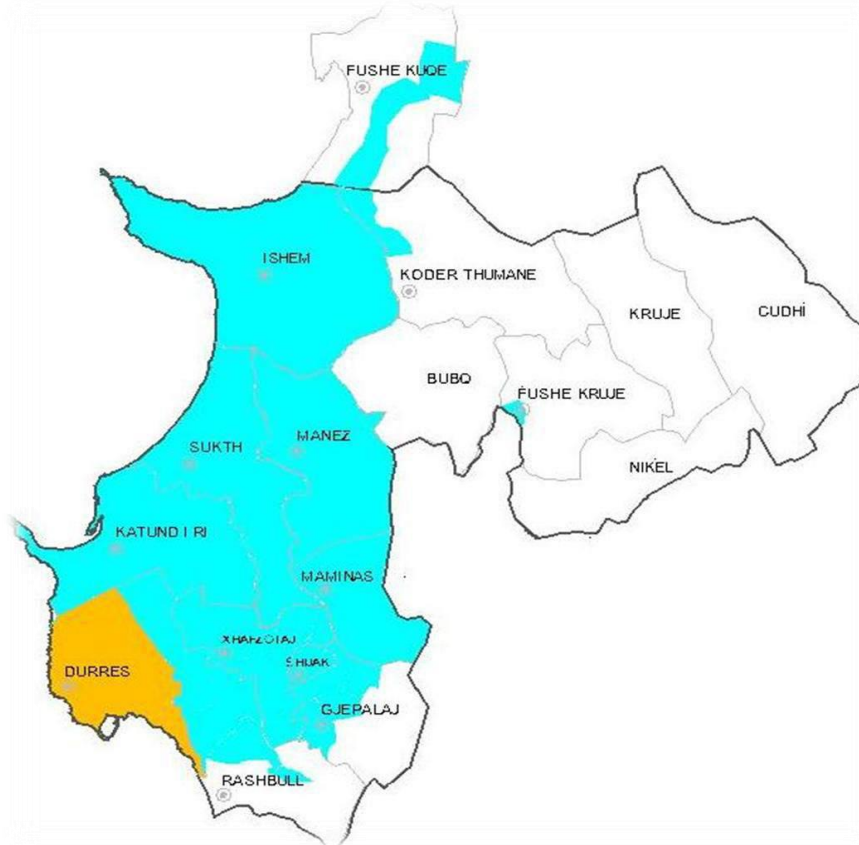 FUSHE KUQE
ISHEM
KODER THUMANE
KRUJE
CUDHİ
BUBQ
FUSHE KRUJE
SUKTH
MANEZ
NIKEL
KATUND I RI
MAMINAS
XHAFZOTAJ
SHIJAK
DURRES
GJEPALAJ
RASHBULL